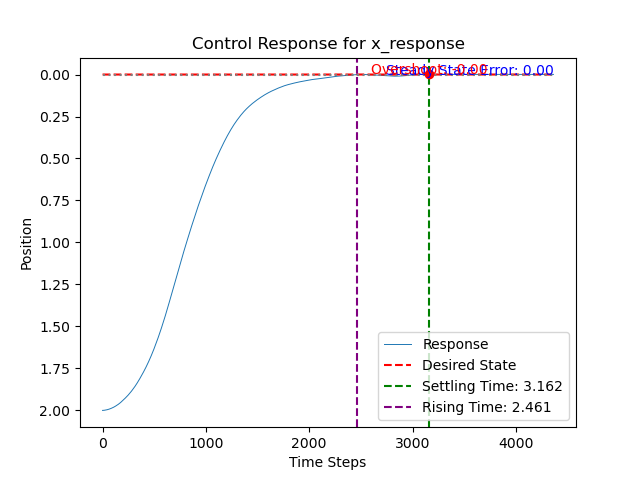 Control Response for x_response
Overshoot: 0.00
Steady State Error: 0.00
0.00
0.25
0.50
0.75
1.00
1.25
1.50
1.75
2.00
Position
Response
Desired State
Settling Time: 3.162
Rising Time: 2.461
0
1000
2000
3000
4000
Time Steps